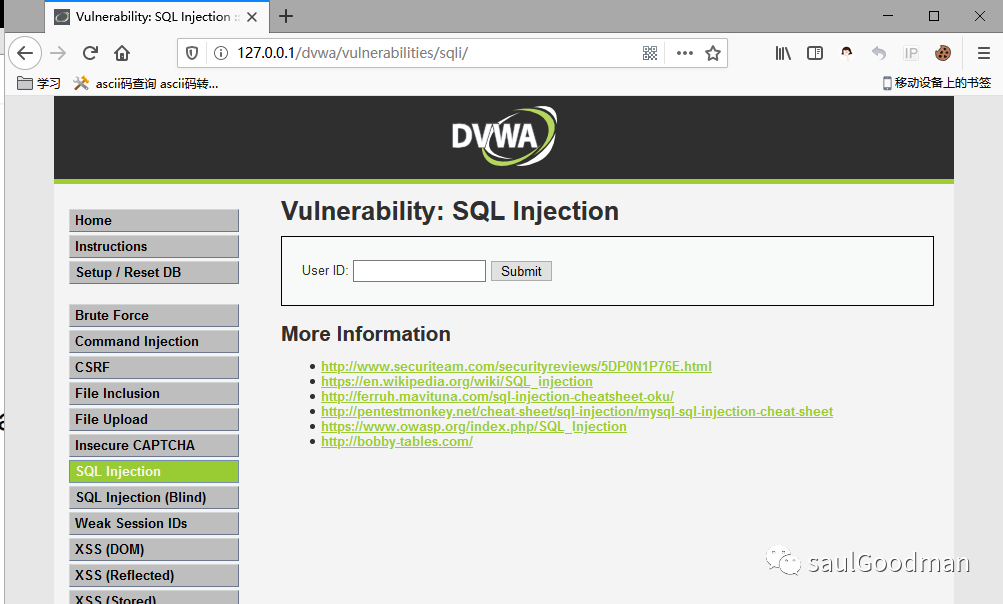 Vulnerability: SQL Injection ::
127.0.0.1/dvwa/vulnerabilities/sqli/
IP
学习
ascii码查询 ascii码转...
移动设备上的书签
DVWA
Home
Instructions
Setup / Reset DB
Brute Force
Command Injection
CSRF
File Inclusion
File Upload
Insecure CAPTCHA
SQL Injection
SQL Injection (Blind)
Weak Session IDs
XSS (DOM)
XSS (Reflected)
XSS (Stored)
Vulnerability: SQL Injection
User ID:
Submit
More Information
http://www.securiteam.com/securityreviews/5DP0N1P76E.html
https://en.wikipedia.org/wiki/SQL_injection
http://ferruh.mavituna.com/sql-injection-cheatsheet-oku/
http://pentestmonkey.net/cheat-sheet/sql-injection/mysql-sql-injection-cheat-sheet
https://www.owasp.org/index.php/SQL_Injection
http://bobby-tables.com/
saulGoodman